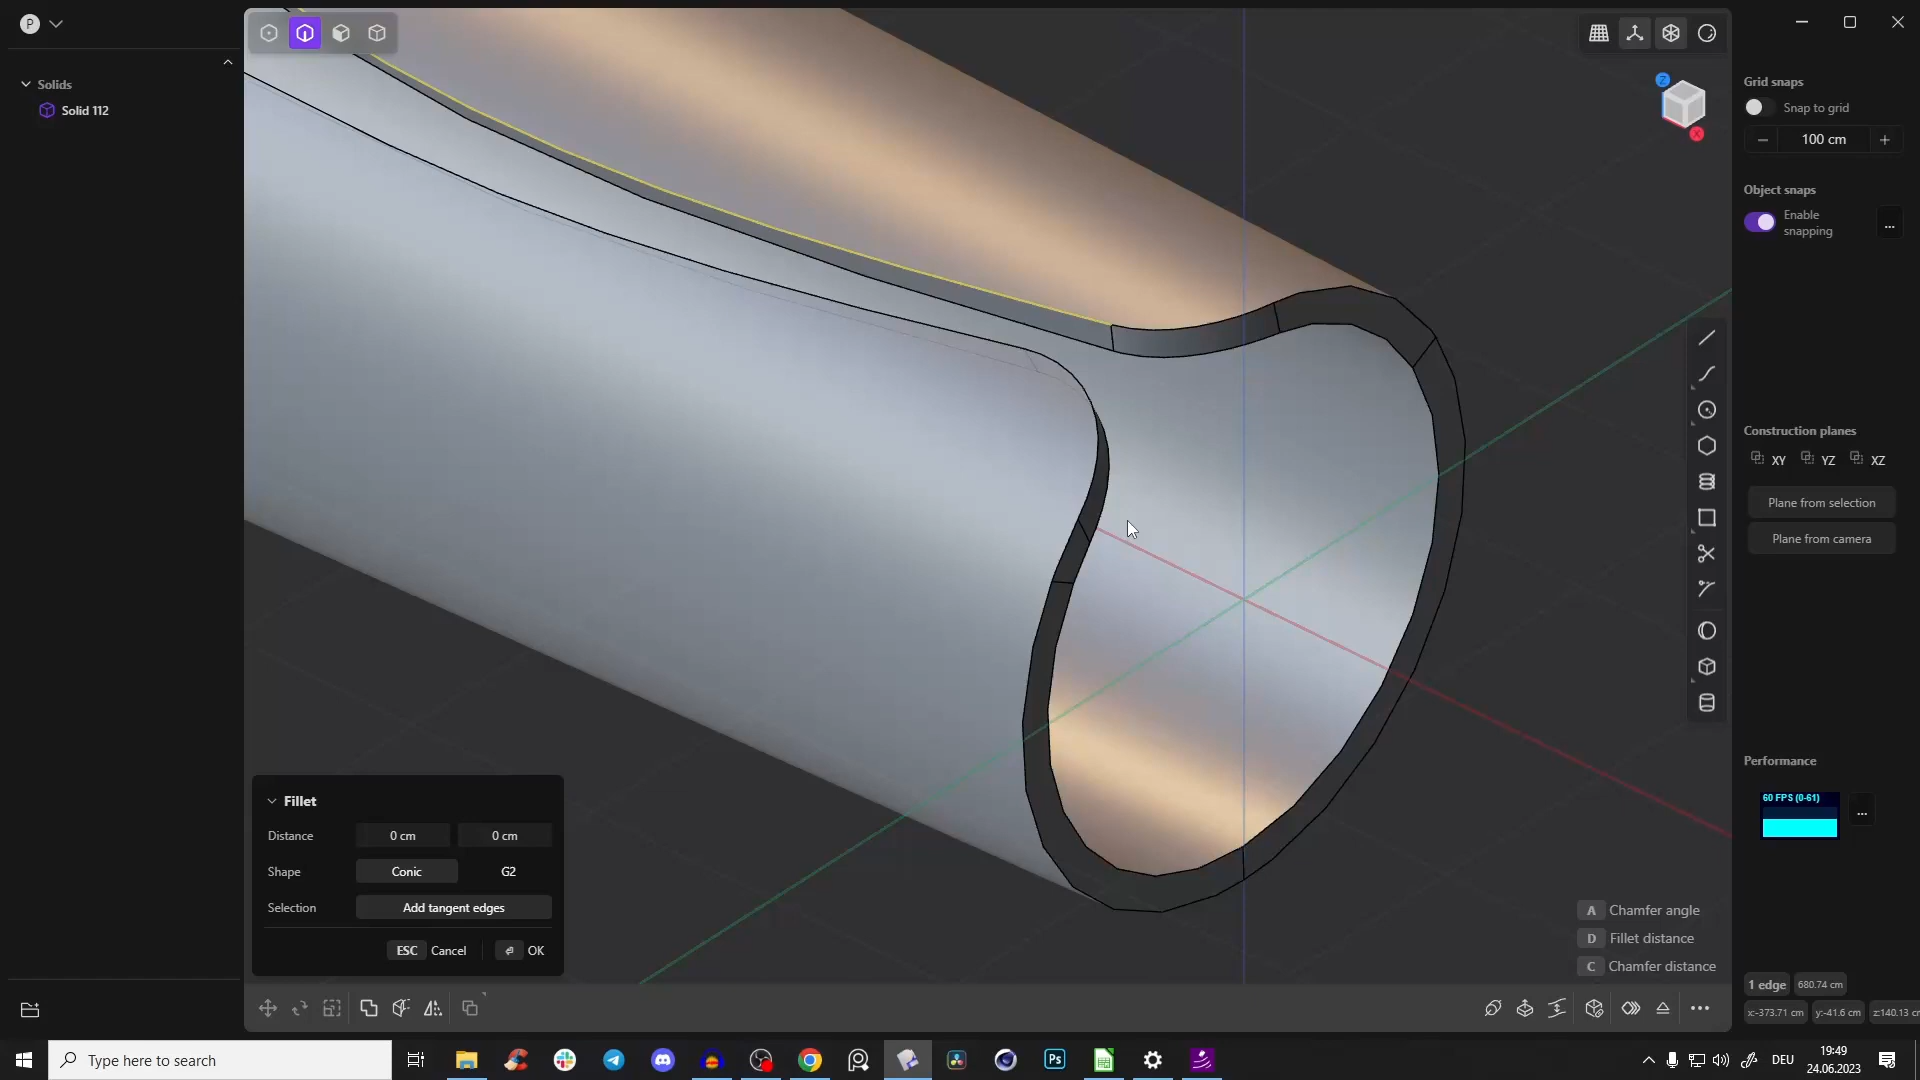 P
Solids
Solid 112
Grid snaps
Snap to grid
100 cm
Object snaps
Enable
snapping
...
Z
X
Construction planes
XY
YZ
XZ
Plane from selection
Plane from camera
Performance
60 FPS (0-61)
...
Fillet
Distance
0 cm
0 cm
Shape
Conic
G2
Selection
Add tangent edges
ESC
Cancel
OK
A
Chamfer angle
D
Fillet distance
C
Chamfer distance
1 edge
680.74 cm
x:-373.71 cm
y:-41.6 cm
z:140.13 cm
Type here to search
Ps
DEU
19:49
24.06.2023